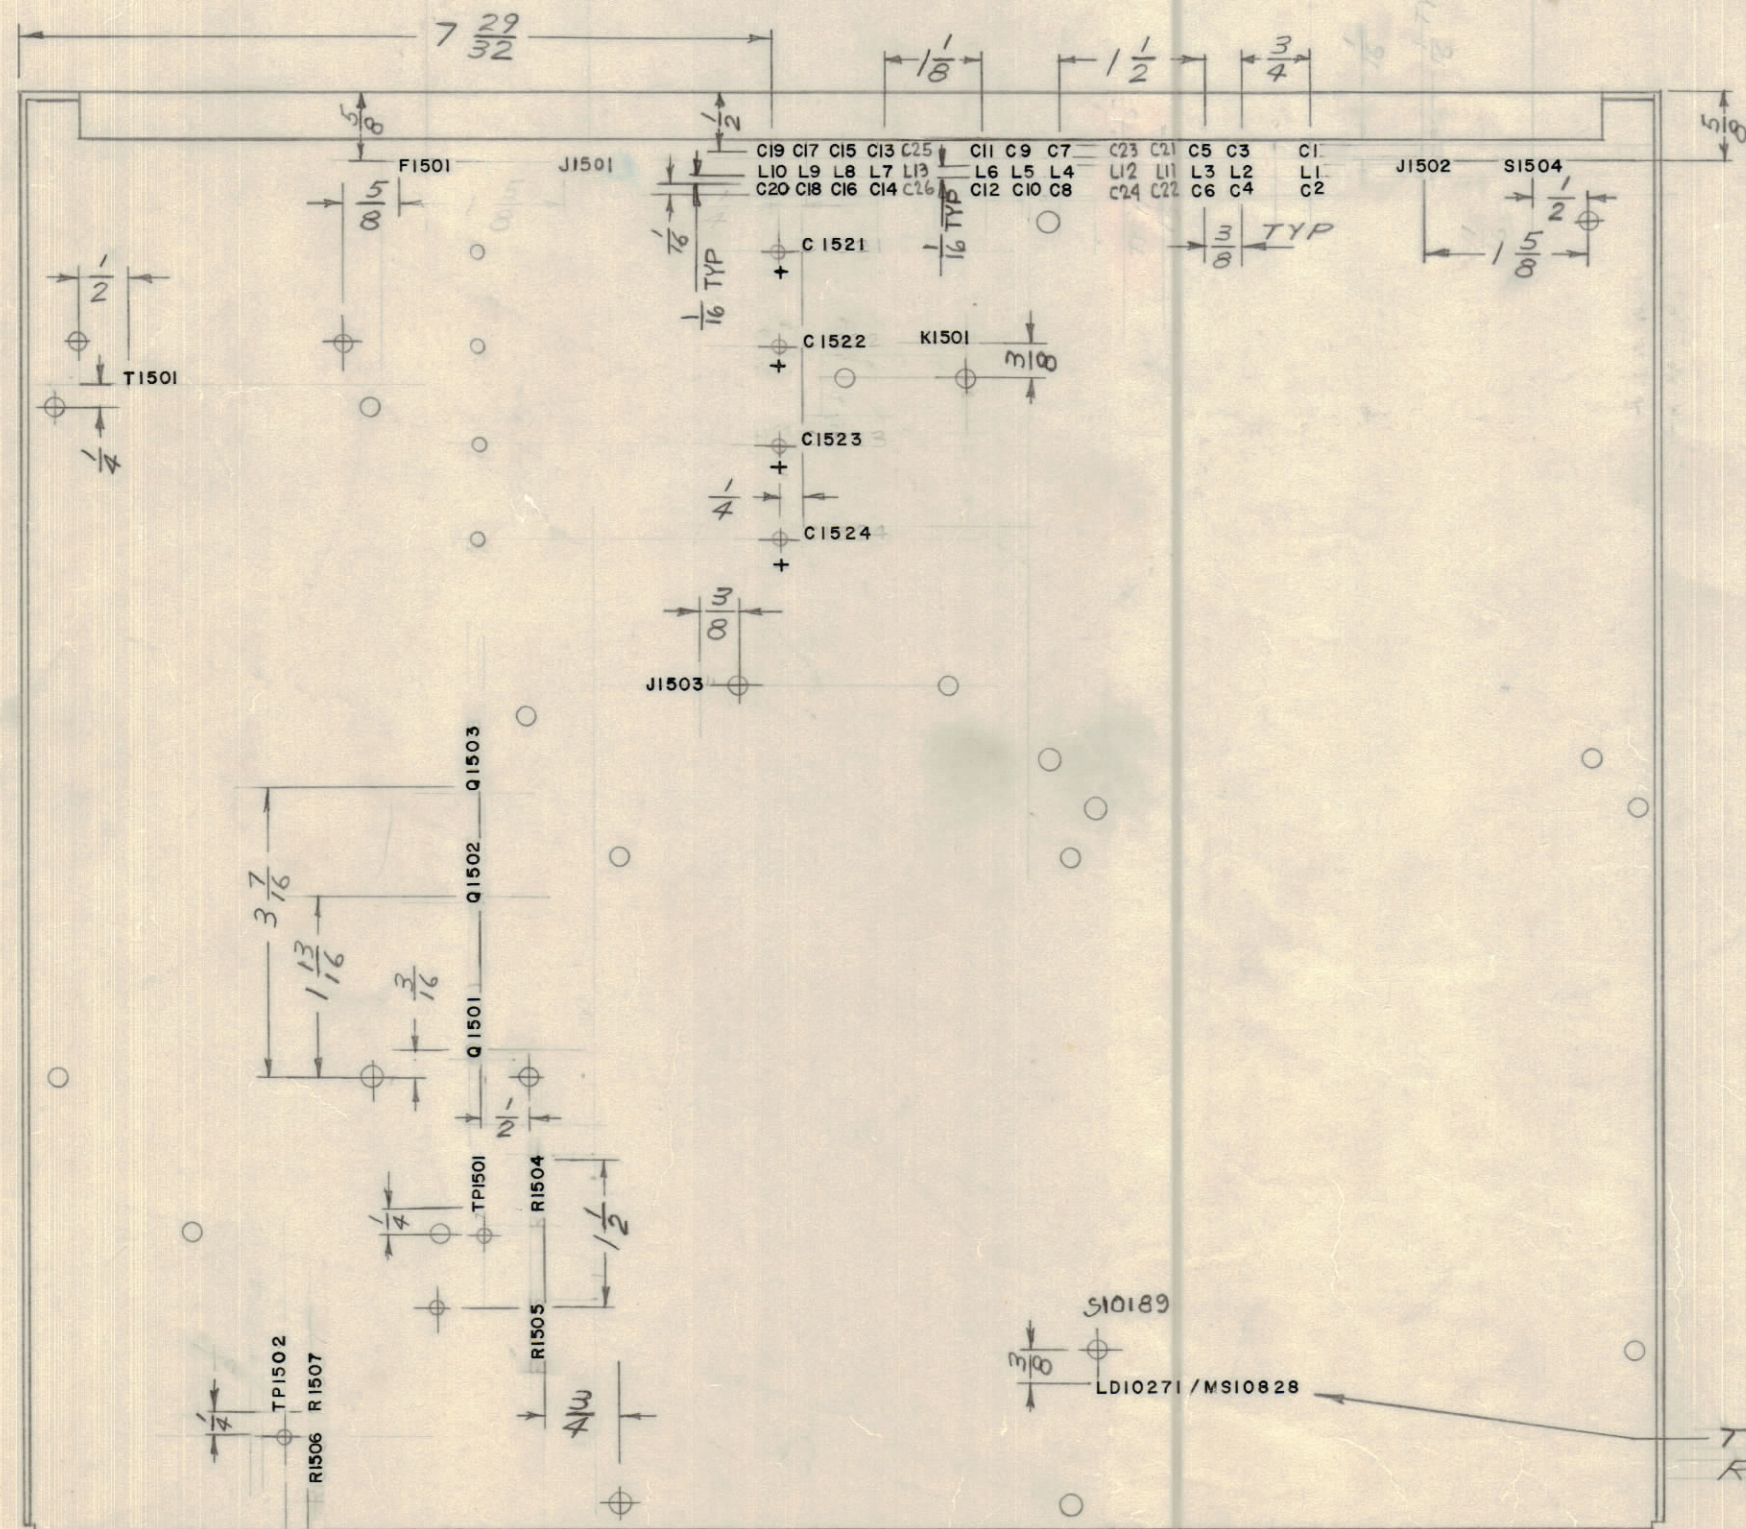 7 29/32
1 1/8
1 1/2
3/4
5/8
1/2
5/8
C19 C17 C15 C13 C25 C11 C9 C7 C23 C21 C5 C3 C1
F1501 J1501 L10 L9 L8 L7 L13 L6 L5 L4 L12 L11 L3 L2 L1 J1502 S1504
C20 C18 C16 C14 C26 C12 C10 C8 C24 C22 C6 C4 C2
5/8
1/16
1/16 TYP
1/16 TYP
3/8 TYP
1/2
1 5/8
C1521
+
1/2
C1522 K1501
+
3/8
T1501
1/4
C1523
+
1/4
C1524
+
3/8
J1503
Q1503
3 7/16
Q1502
1 13/16
3/16
Q1501
1/2
TP1501 R1504
1/4
1 1/2
R1505
S10189
3/8
LD10271/MS10828
TP1502 R1507
1/4
3/4
R1506